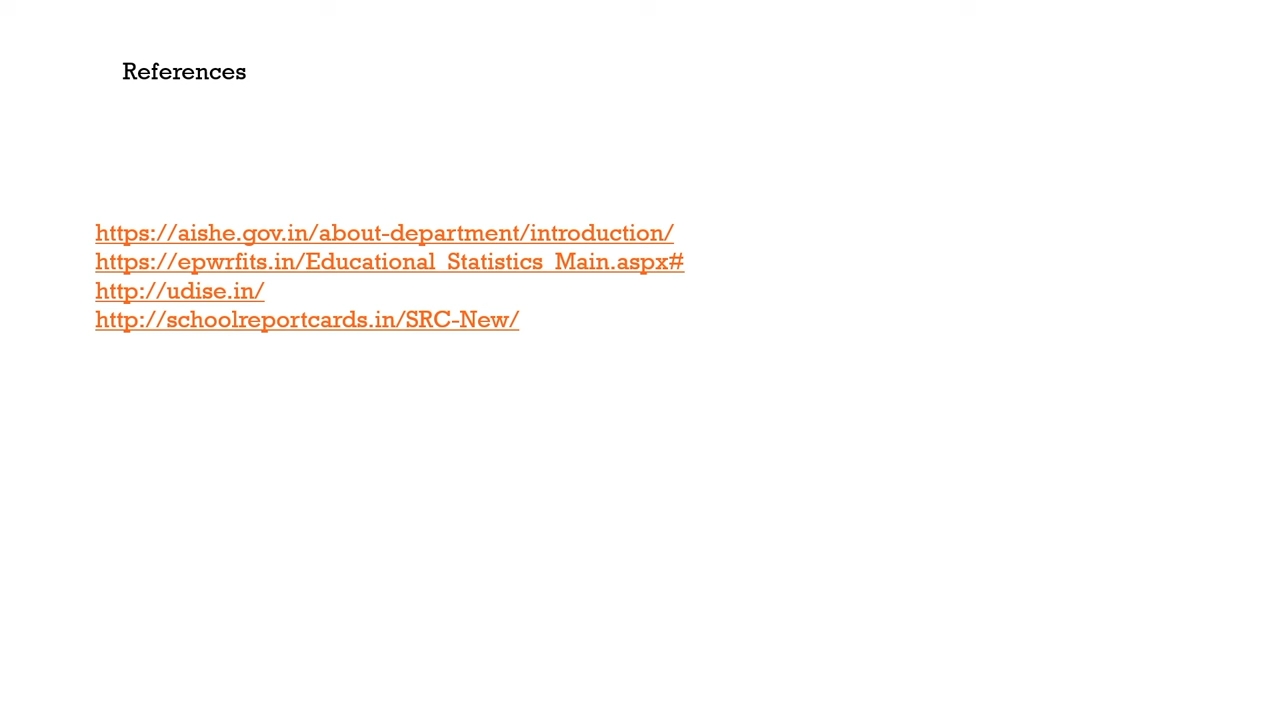 References
https://aishe.gov.in/about-department/introduction/
https://epwrfits.in/Educational_Statistics_Main.aspx#
http://udise.in/
http://schoolreportcards.in/SRC-New/